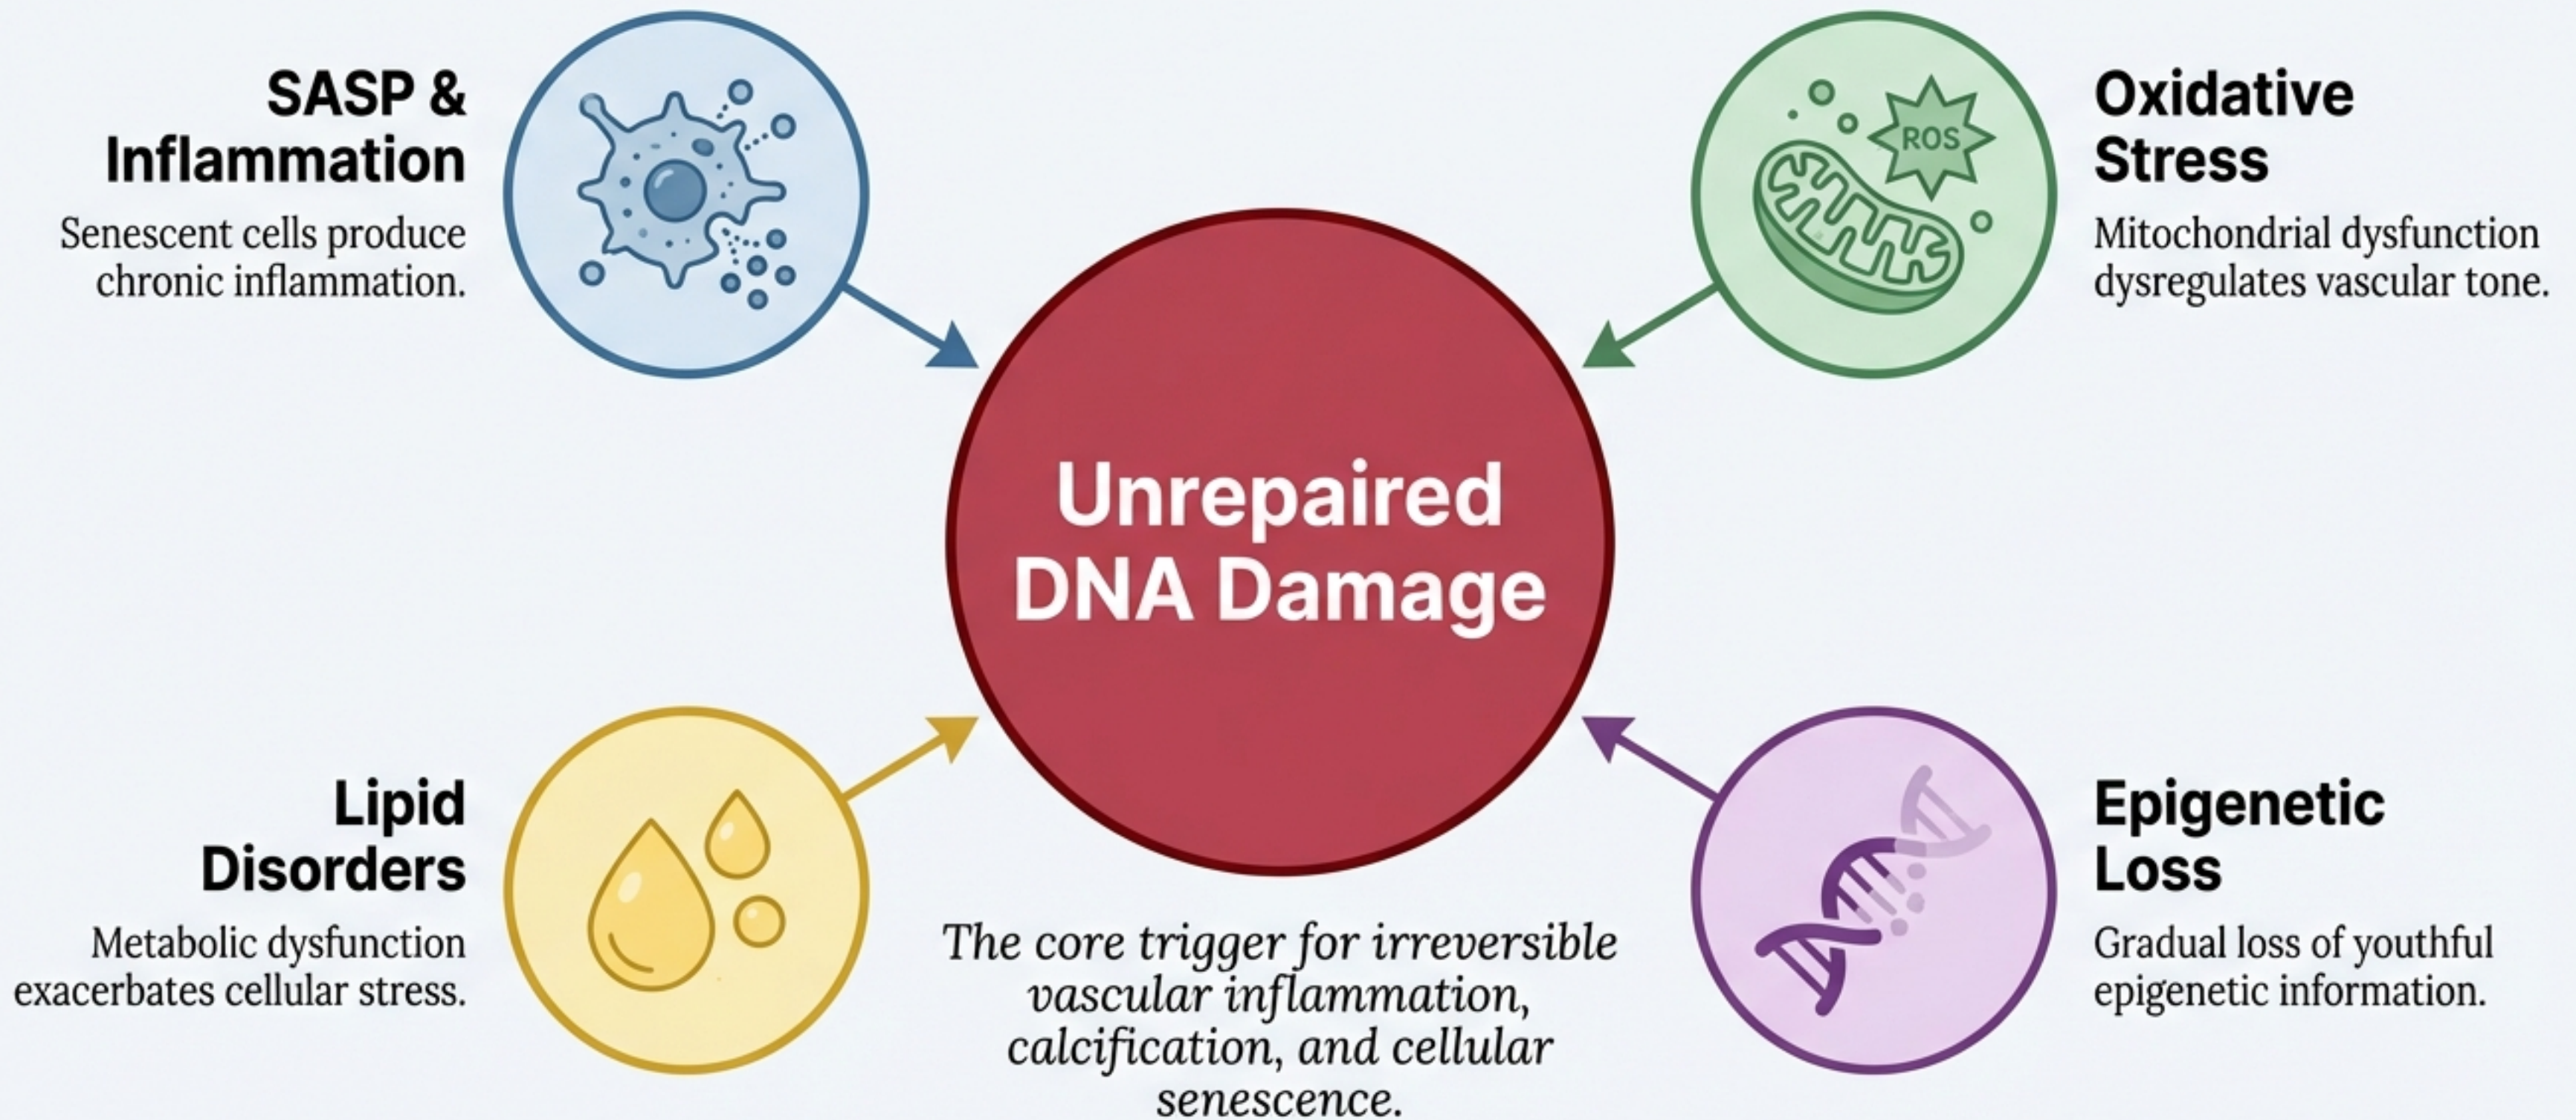 SASP &
Inflammation
Senescent cells produce
chronic inflammation.
ROS
Oxidative
Stress
Mitochondrial dysfunction
dysregulates vascular tone.
Unrepaired
DNA Damage
Lipid
Disorders
Metabolic dysfunction
exacerbates cellular stress.
The core trigger for irreversible
vascular inflammation,
calcification, and cellular
senescence.
Epigenetic
Loss
Gradual loss of youthful
epigenetic information.